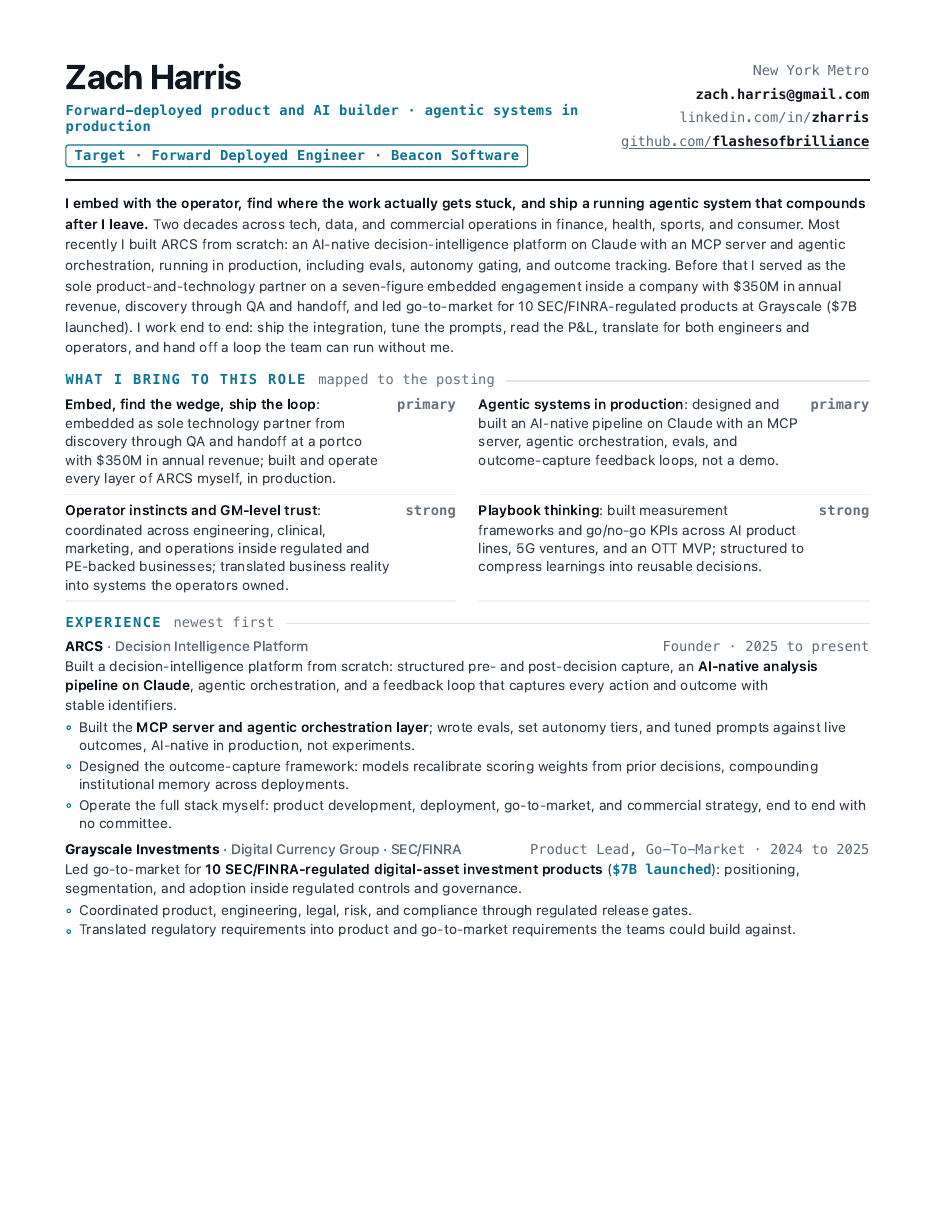 Zach Harris
Forward-deployed product and AI builder · agentic systems in
production
Target · Forward Deployed Engineer · Beacon Software
New York Metro
zach.harris@gmail.com
linkedin.com/in/zharris
github.com/flashesofbrilliance
I embed with the operator, find where the work actually gets stuck, and ship a running agentic system that compounds
after I leave. Two decades across tech, data, and commercial operations in finance, health, sports, and consumer. Most
recently I built ARCS from scratch: an AI-native decision-intelligence platform on Claude with an MCP server and agentic
orchestration, running in production, including evals, autonomy gating, and outcome tracking. Before that I served as the
sole product-and-technology partner on a seven-figure embedded engagement inside a company with $350M in annual
revenue, discovery through QA and handoff, and led go-to-market for 10 SEC/FINRA-regulated products at Grayscale ($7B
launched). I work end to end: ship the integration, tune the prompts, read the P&L, translate for both engineers and
operators, and hand off a loop the team can run without me.
WHAT I BRING TO THIS ROLE mapped to the posting
Embed, find the wedge, ship the loop: primary
embedded as sole technology partner from
discovery through QA and handoff at a portco
with $350M in annual revenue; built and operate
every layer of ARCS myself, in production.
Agentic systems in production: designed and primary
built an AI-native pipeline on Claude with an MCP
server, agentic orchestration, evals, and
outcome-capture feedback loops, not a demo.
Operator instincts and GM-level trust: strong
coordinated across engineering, clinical,
marketing, and operations inside regulated and
PE-backed businesses; translated business reality
into systems the operators owned.
Playbook thinking: built measurement strong
frameworks and go/no-go KPIs across AI product
lines, 5G ventures, and an OTT MVP; structured to
compress learnings into reusable decisions.
EXPERIENCE newest first
ARCS · Decision Intelligence Platform Founder · 2025 to present
Built a decision-intelligence platform from scratch: structured pre- and post-decision capture, an AI-native analysis
pipeline on Claude, agentic orchestration, and a feedback loop that captures every action and outcome with
stable identifiers.
Built the MCP server and agentic orchestration layer; wrote evals, set autonomy tiers, and tuned prompts against live
outcomes, AI-native in production, not experiments.
Designed the outcome-capture framework: models recalibrate scoring weights from prior decisions, compounding
institutional memory across deployments.
Operate the full stack myself: product development, deployment, go-to-market, and commercial strategy, end to end with
no committee.
Grayscale Investments · Digital Currency Group · SEC/FINRA Product Lead, Go-To-Market · 2024 to 2025
Led go-to-market for 10 SEC/FINRA-regulated digital-asset investment products ($7B launched): positioning,
segmentation, and adoption inside regulated controls and governance.
Coordinated product, engineering, legal, risk, and compliance through regulated release gates.
Translated regulatory requirements into product and go-to-market requirements the teams could build against.